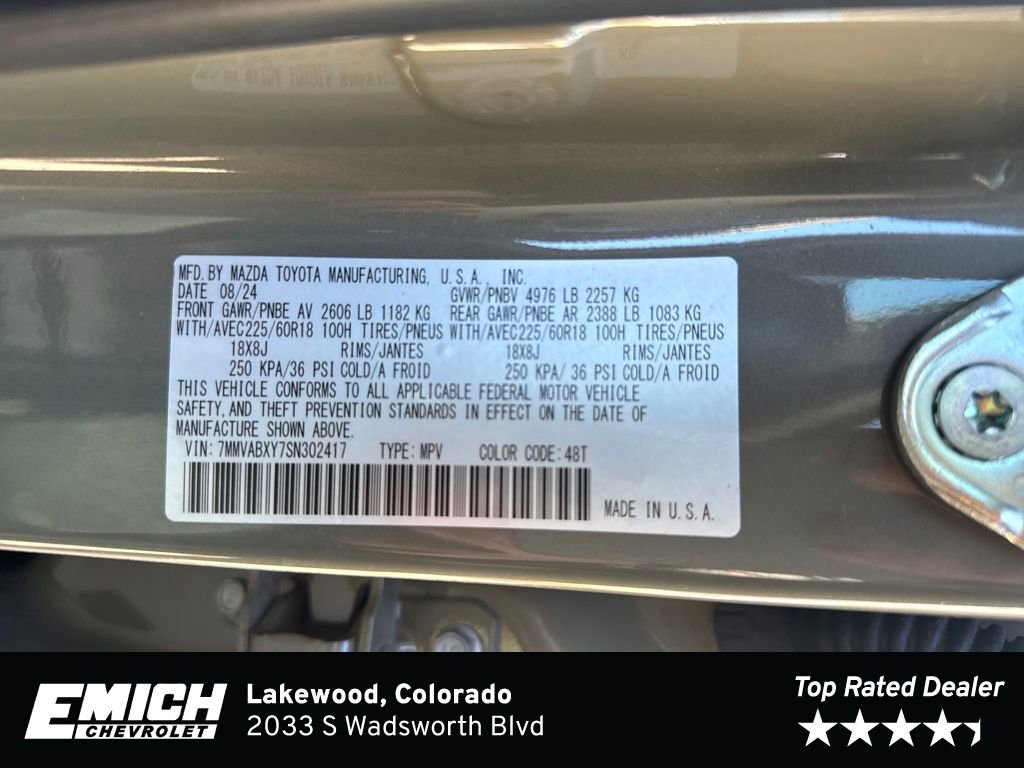 MFD. BY MAZDA TOYOTA MANUFACTURING, U.S.A., INC.
DATE 08/24 GVWR/PNBV 4976 LB 2257 KG
FRONT GAWR/PNBE AV 2606 LB 1182 KG REAR GAWR/PNBE AR 2388 LB 1083 KG
WITH/AVEC225/60R18 100H TIRES/PNEUS WITH/AVEC225/60R18 100H TIRES/PNEUS
18X8J RIMS/JANTES 18X8J RIMS/JANTES
250 KPA/36 PSI COLD/A FROID 250 KPA/36 PSI COLD/A FROID
THIS VEHICLE CONFORMS TO ALL APPLICABLE FEDERAL MOTOR VEHICLE
SAFETY, AND THEFT PREVENTION STANDARDS IN EFFECT ON THE DATE OF
MANUFACTURE SHOWN ABOVE.
VIN: 7MMVABXY7SN302417 TYPE: MPV COLOR CODE: 48T
MADE IN U.S.A.
EMICH
CHEVROLET
Lakewood, Colorado
2033 S Wadsworth Blvd
Top Rated Dealer